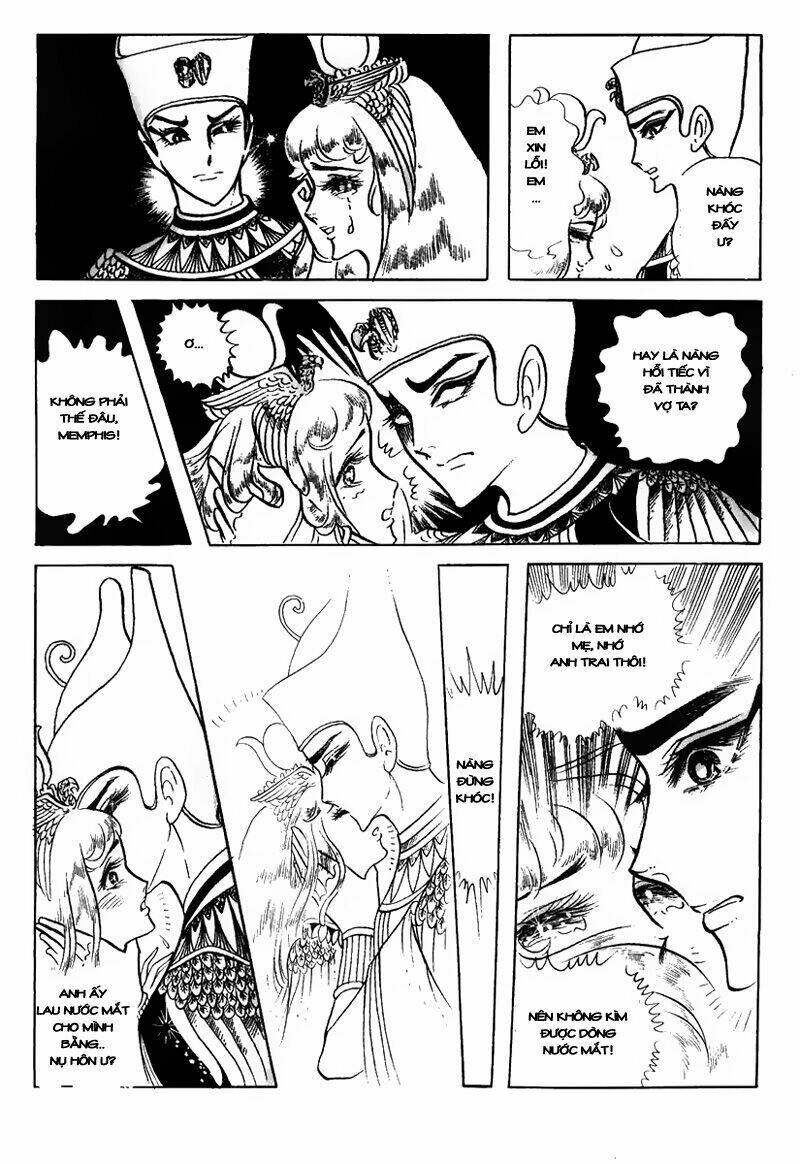 NÀNG
KHÓC
ĐẤY
Ư?
EM
XIN
LỖI!
EM
...
HAY LÀ NÀNG
HỐI TIẾC VÌ
ĐÃ THÀNH
VỢ TA?
Ơ...
KHÔNG PHẢI
THẾ ĐÂU,
MEMPHIS!
CHỈ LÀ EM NHỚ
MẸ, NHỚ
ANH TRAI THÔI!
NÊN KHÔNG KÌM
ĐƯỢC DÒNG
NƯỚC MẮT!
NÀNG
ĐỪNG
KHÓC!
ANH ẤY
LAU NƯỚC MẮT
CHO MÌNH
BẰNG..
NỤ HÔN Ư?